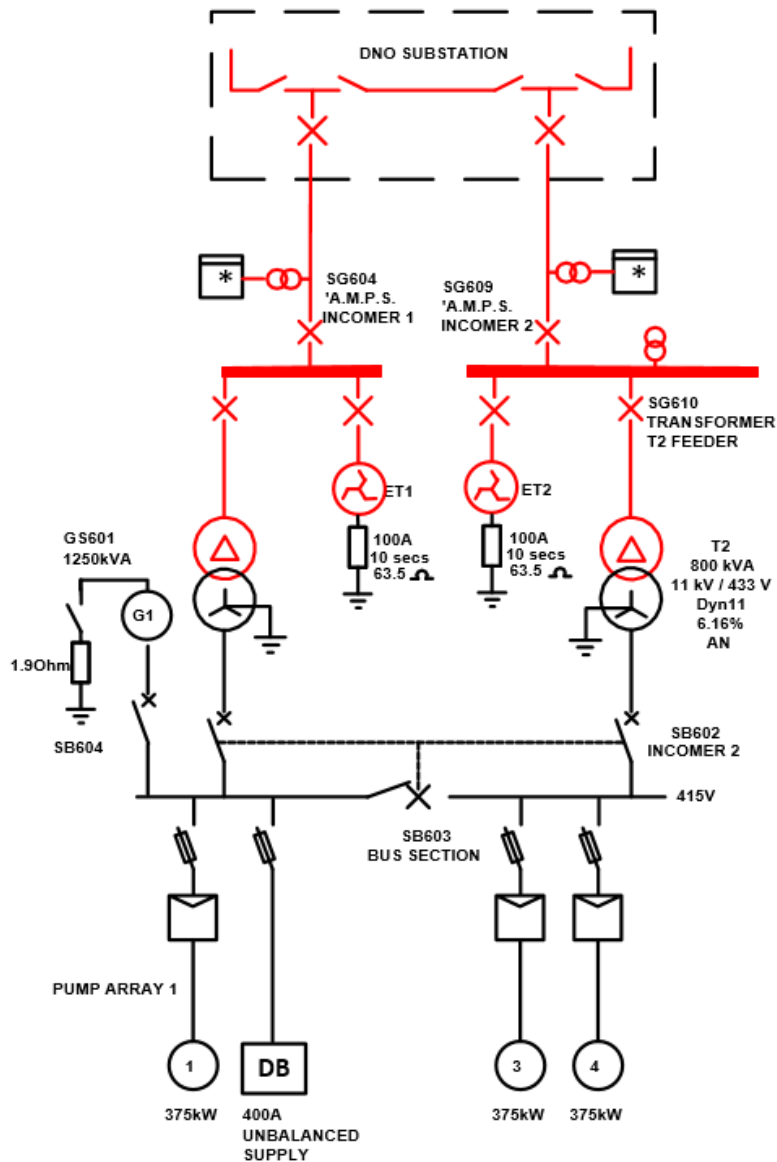 DNO SUBSTATION
*
SG604
'A.M.P.S.
INCOMER 1
SG609
'A.M.P.S.
INCOMER 2
*
SG610
TRANSFORMER
T2 FEEDER
ET1
ET2
100A
10 secs
63.5 Ω
100A
10 secs
63.5 Ω
T2
800 kVA
11 kV / 433 V
Dyn11
6.16%
AN
GS601
1250kVA
G1
1.9Ohm
SB604
SB602
INCOMER 2
415V
SB603
BUS SECTION
PUMP ARRAY 1
1
DB
3
4
375kW
400A
UNBALANCED
SUPPLY
375kW
375kW